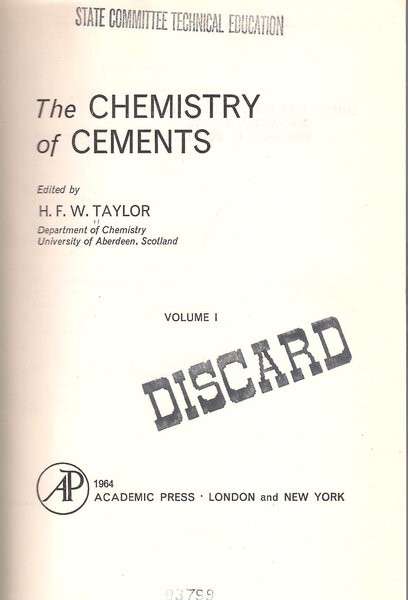 STATE COMMITTEE TECHNICAL EDUCATION
The CHEMISTRY
of CEMENTS
Edited by
H. F. W. TAYLOR
Department of Chemistry
University of Aberdeen, Scotland
VOLUME I
DISCARD
AP
1964
ACADEMIC PRESS · LONDON and NEW YORK
03799